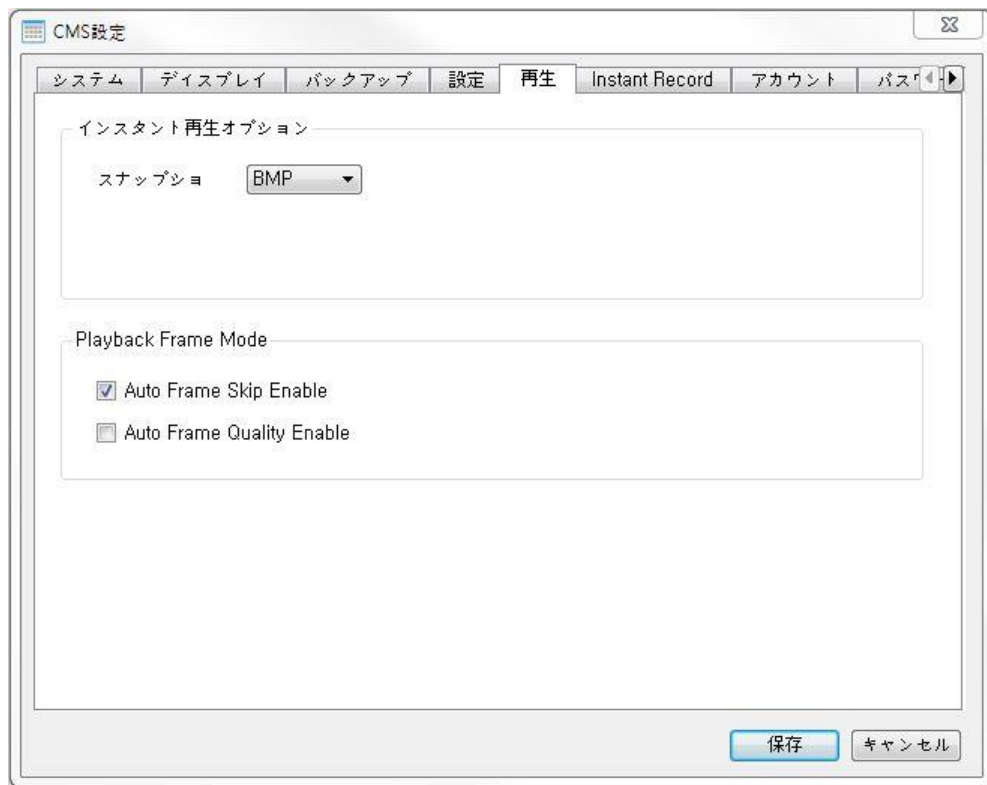 CMS設定
システム ディスプレイ バックアップ 設定 再生 Instant Record アカウント パスワ
インスタント再生オプション
スナップショ BMP
Playback Frame Mode
Auto Frame Skip Enable
Auto Frame Quality Enable
保存 キャンセル